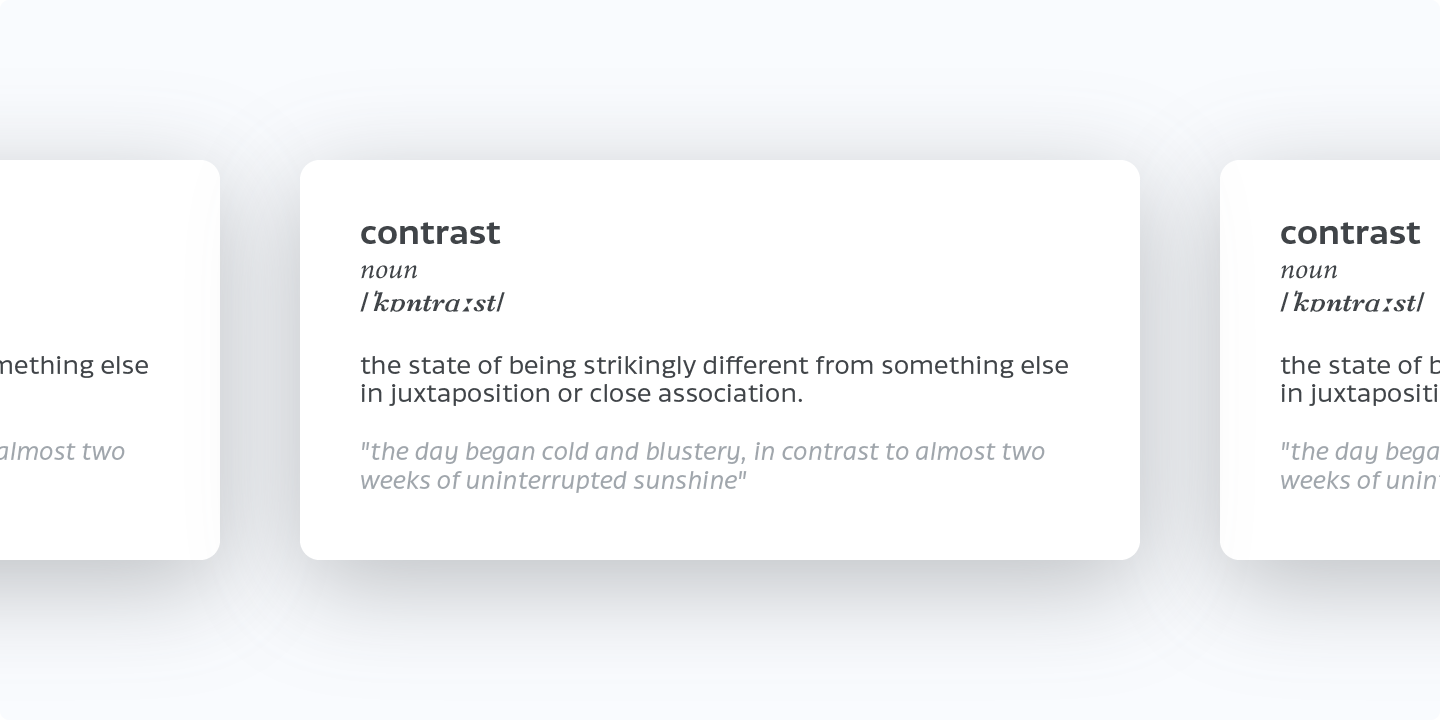 mething else
almost two
contrast
noun
/ˈkɒntrɑːst/
the state of being strikingly different from something else
in juxtaposition or close association.
"the day began cold and blustery, in contrast to almost two
weeks of uninterrupted sunshine"
contrast
noun
/ˈkɒntrɑːst/
the state of b
in juxtapositi
"the day bega
weeks of unin